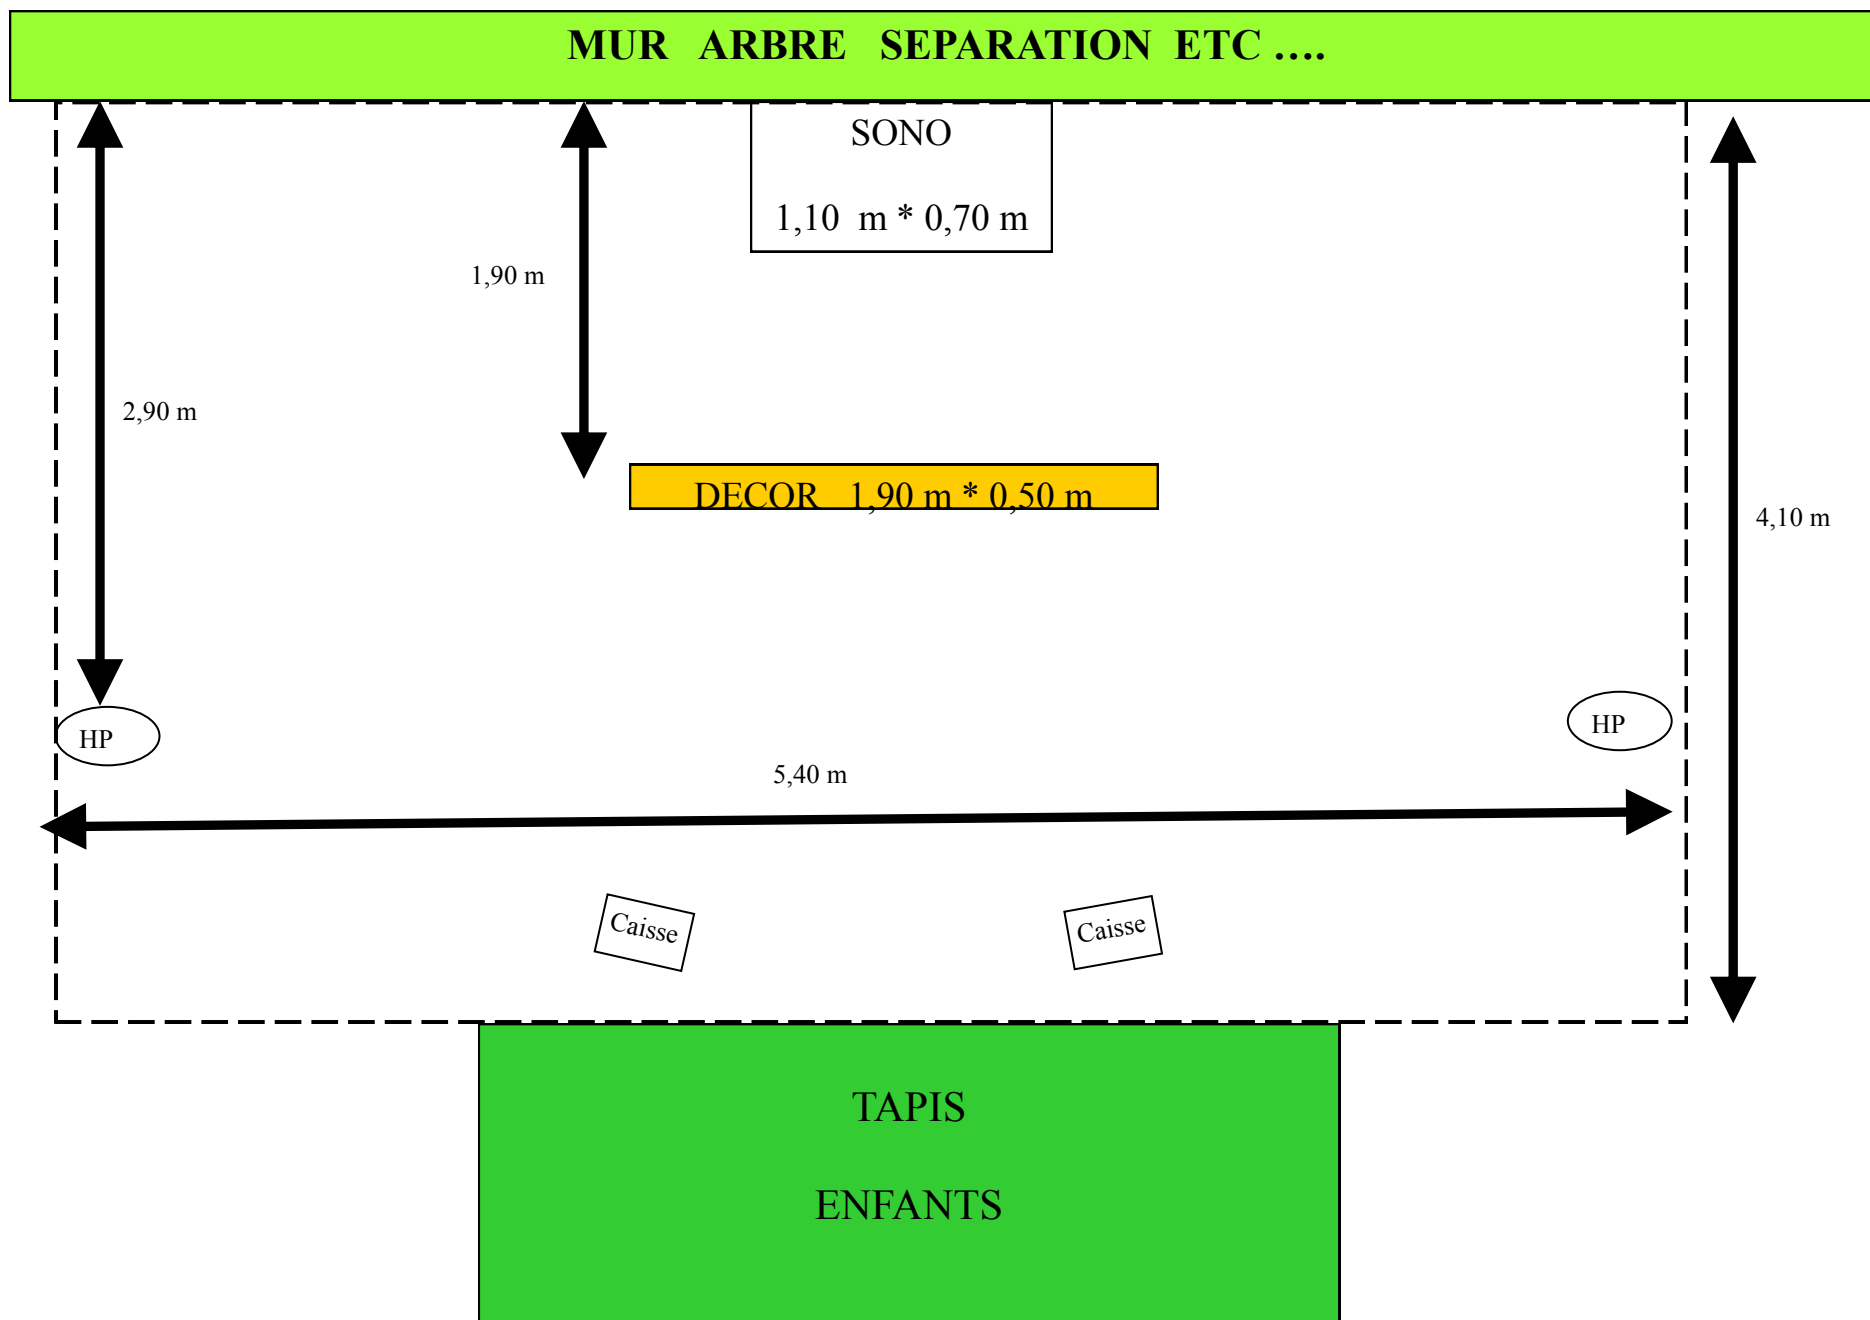 MUR ARBRE SEPARATION ETC ....
SONO
1,10 m * 0,70 m
1,90 m
2,90 m
DECOR 1,90 m * 0,50 m
4,10 m
HP
HP
5,40 m
Caisse
Caisse
TAPIS
ENFANTS